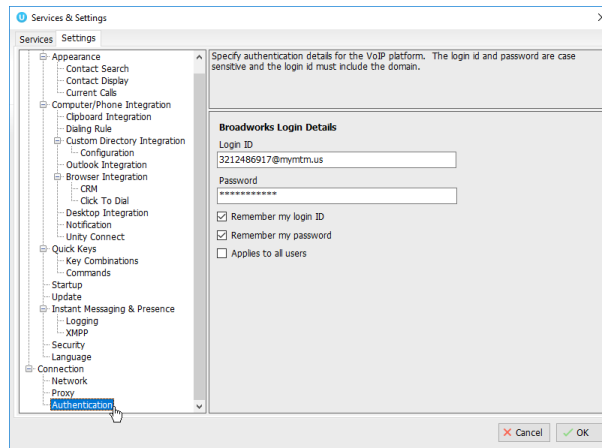 Services & Settings
Services Settings
Appearance
Contact Search
Contact Display
Current Calls
Computer/Phone Integration
Clipboard Integration
Dialing Rule
Custom Directory Integration
Configuration
Outlook Integration
Browser Integration
CRM
Click To Dial
Desktop Integration
Notification
Unity Connect
Quick Keys
Key Combinations
Commands
Startup
Update
Instant Messaging & Presence
Logging
XMPP
Security
Language
Connection
Network
Proxy
Authentication
Specify authentication details for the VoIP platform. The login id and password are case
sensitive and the login id must include the domain.
Broadworks Login Details
Login ID
3212486917@mymtm.us
Password
***********
Remember my login ID
Remember my password
Applies to all users
Cancel OK